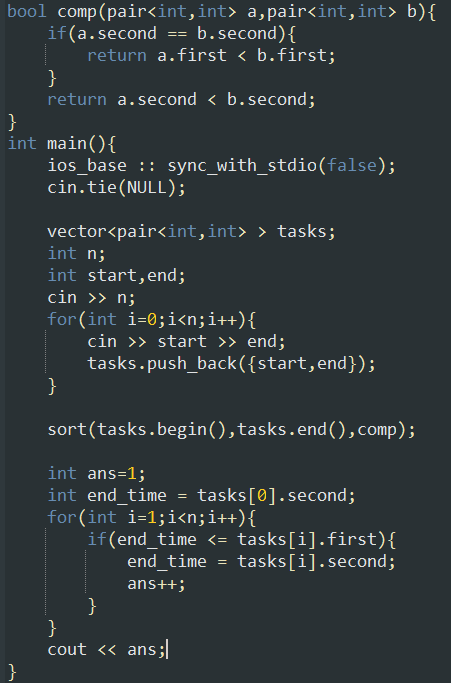 bool comp(pair<int,int> a,pair<int,int> b){
    if(a.second == b.second){
        return a.first < b.first;
    }
    return a.second < b.second;
}
int main(){
    ios_base :: sync_with_stdio(false);
    cin.tie(NULL);

    vector<pair<int,int> > tasks;
    int n;
    int start,end;
    cin >> n;
    for(int i=0;i<n;i++){
        cin >> start >> end;
        tasks.push_back({start,end});
    }

    sort(tasks.begin(),tasks.end(),comp);

    int ans=1;
    int end_time = tasks[0].second;
    for(int i=1;i<n;i++){
        if(end_time <= tasks[i].first){
            end_time = tasks[i].second;
            ans++;
        }
    }
    cout << ans;
}